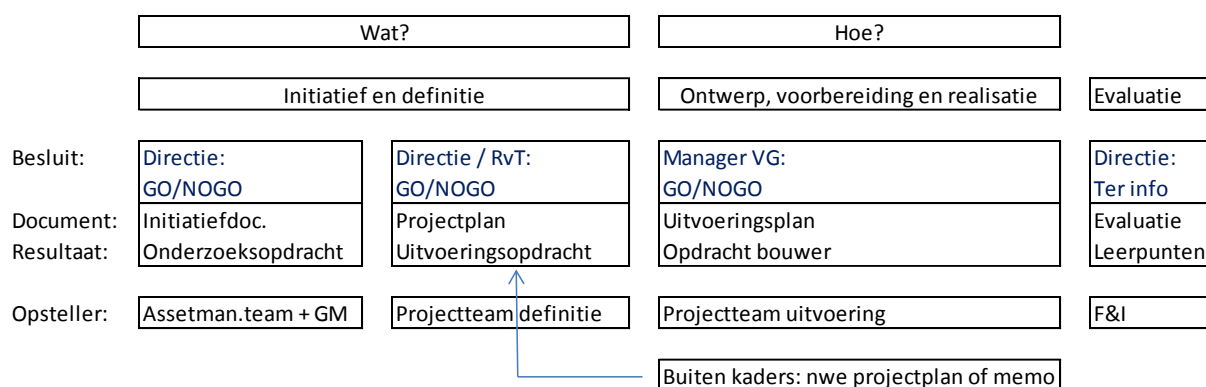 Wat? Hoe?
Initiatief en definitie Ontwerp, voorbereiding en realisatie Evaluatie
Besluit: Directie: Directie / RvT: Manager VG: Directie:
GO/NOGO GO/NOGO GO/NOGO Ter info
Document: Initiatiefdoc. Projectplan Uitvoeringsplan Evaluatie
Resultaat: Onderzoeksopdracht Uitvoeringsopdracht Opdracht bouwer Leerpunten
Opsteller: Assetman.team + GM Projectteam definitie Projectteam uitvoering F&I
Buiten kaders: nwe projectplan of memo